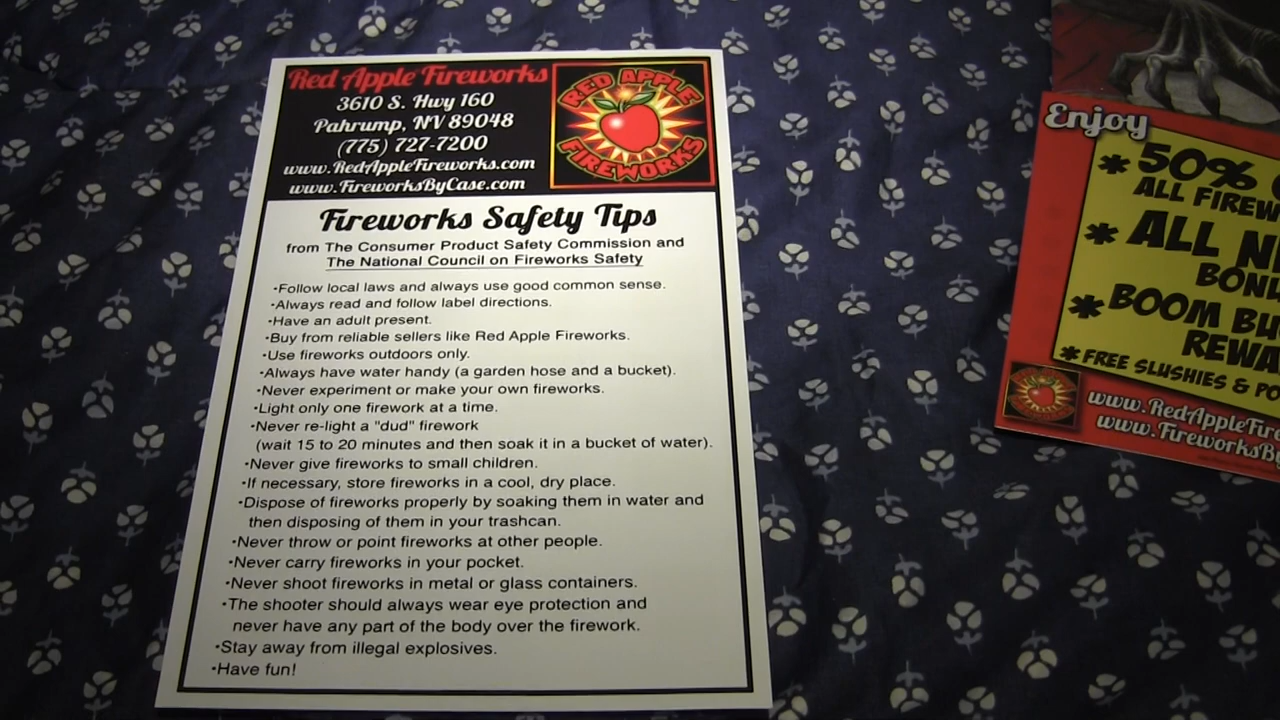 Red Apple Fireworks
3610 S. Hwy 160
Pahrump, NV 89048
(775) 727-7200
www.RedAppleFireworks.com
www.FireworksByCase.com
RED APPLE
FIREWORKS
Fireworks Safety Tips
from The Consumer Product Safety Commission and
The National Council on Fireworks Safety
•Follow local laws and always use good common sense.
•Always read and follow label directions.
•Have an adult present.
•Buy from reliable sellers like Red Apple Fireworks.
•Use fireworks outdoors only.
•Always have water handy (a garden hose and a bucket).
•Never experiment or make your own fireworks.
•Light only one firework at a time.
•Never re-light a "dud" firework
(wait 15 to 20 minutes and then soak it in a bucket of water).
•Never give fireworks to small children.
•If necessary, store fireworks in a cool, dry place.
•Dispose of fireworks properly by soaking them in water and
then disposing of them in your trashcan.
•Never throw or point fireworks at other people.
•Never carry fireworks in your pocket.
•Never shoot fireworks in metal or glass containers.
•The shooter should always wear eye protection and
never have any part of the body over the firework.
•Stay away from illegal explosives.
•Have fun!
Enjoy
* 50%
ALL
* ALL
* BOOM
* FREE SLUSHIES &